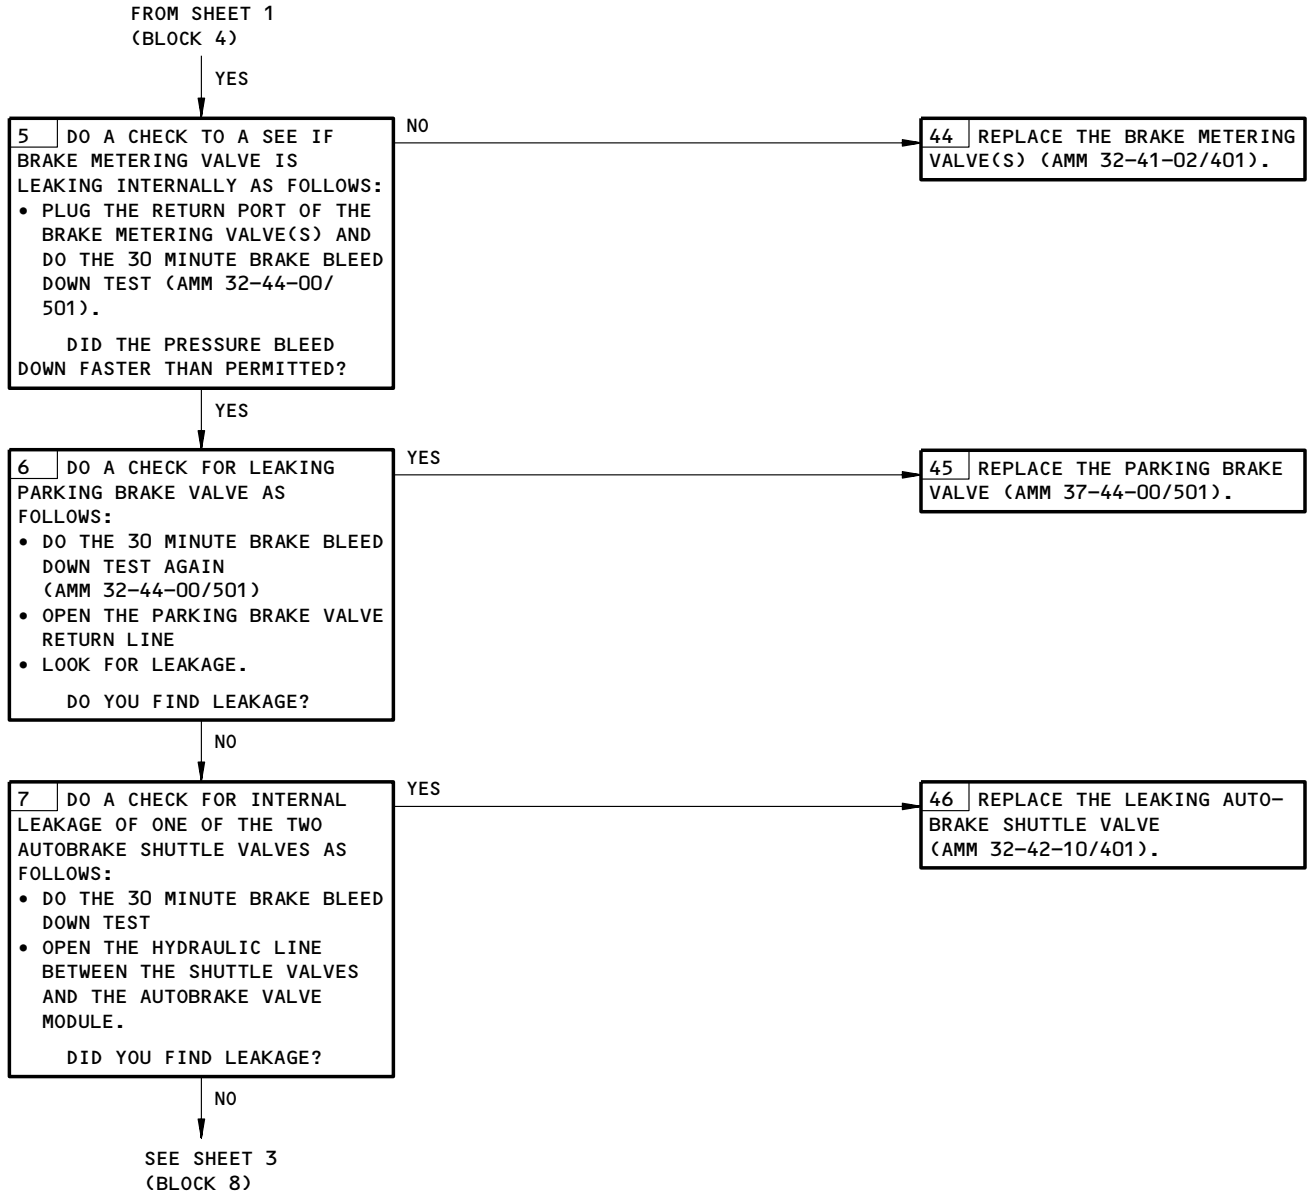 FROM SHEET 1
(BLOCK 4)
YES
5 DO A CHECK TO A SEE IF
BRAKE METERING VALVE IS
LEAKING INTERNALLY AS FOLLOWS:
• PLUG THE RETURN PORT OF THE
BRAKE METERING VALVE(S) AND
DO THE 30 MINUTE BRAKE BLEED
DOWN TEST (AMM 32-44-00/
501).
DID THE PRESSURE BLEED
DOWN FASTER THAN PERMITTED?
NO
44 REPLACE THE BRAKE METERING
VALVE(S) (AMM 32-41-02/401).
YES
6 DO A CHECK FOR LEAKING
PARKING BRAKE VALVE AS
FOLLOWS:
• DO THE 30 MINUTE BRAKE BLEED
DOWN TEST AGAIN
(AMM 32-44-00/501)
• OPEN THE PARKING BRAKE VALVE
RETURN LINE
• LOOK FOR LEAKAGE.
DO YOU FIND LEAKAGE?
YES
45 REPLACE THE PARKING BRAKE
VALVE (AMM 37-44-00/501).
NO
7 DO A CHECK FOR INTERNAL
LEAKAGE OF ONE OF THE TWO
AUTOBRAKE SHUTTLE VALVES AS
FOLLOWS:
• DO THE 30 MINUTE BRAKE BLEED
DOWN TEST
• OPEN THE HYDRAULIC LINE
BETWEEN THE SHUTTLE VALVES
AND THE AUTOBRAKE VALVE
MODULE.
DID YOU FIND LEAKAGE?
YES
46 REPLACE THE LEAKING AUTO-
BRAKE SHUTTLE VALVE
(AMM 32-42-10/401).
NO
SEE SHEET 3
(BLOCK 8)